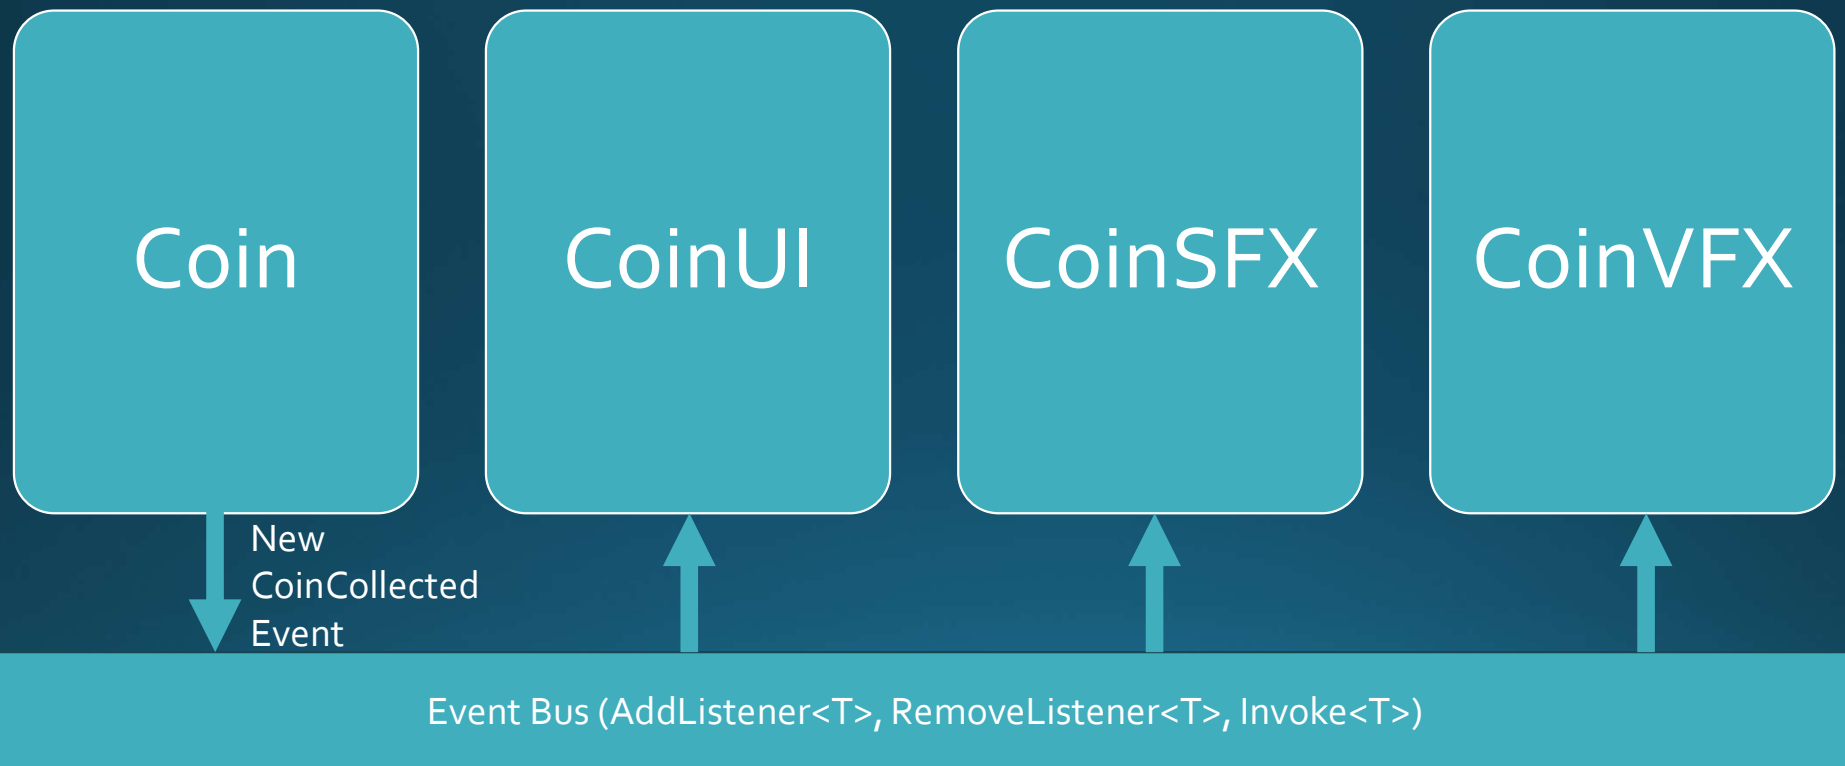 Coin
CoinUI
CoinSFX
CoinVFX
New
CoinCollected
Event
Event Bus (AddListener<T>, RemoveListener<T>, Invoke<T>)